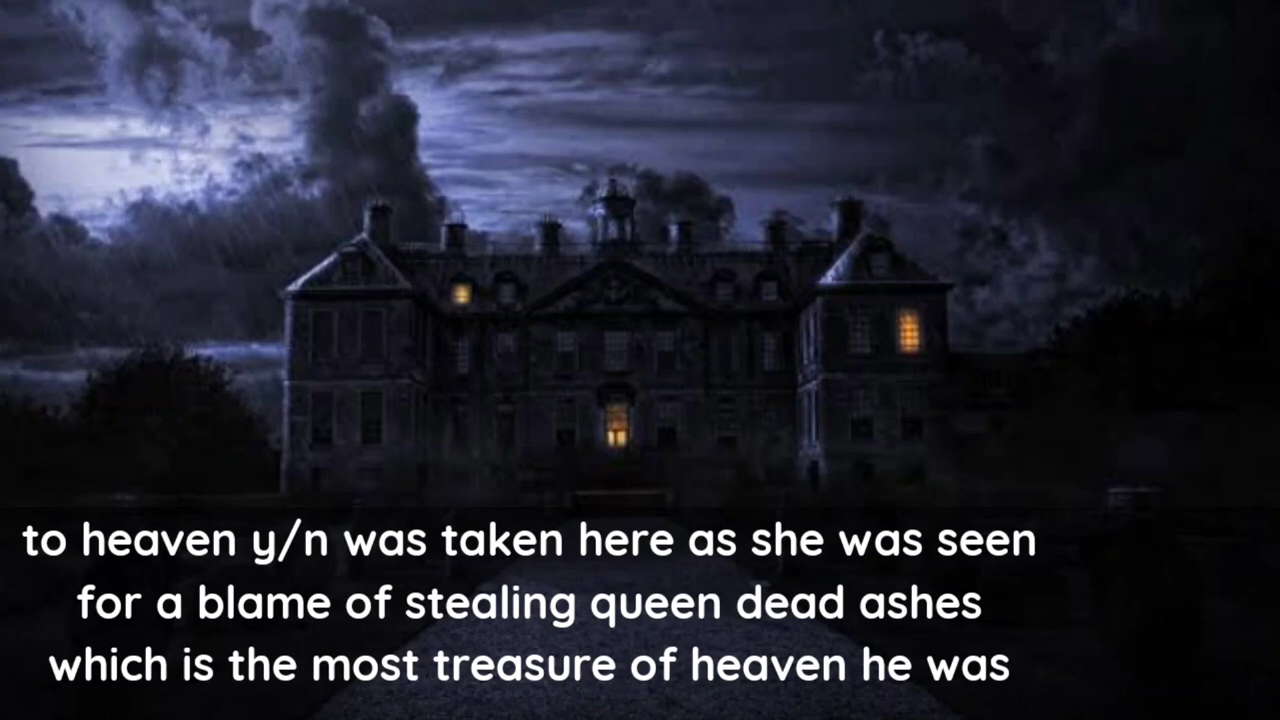 to heaven y/n was taken here as she was seen
for a blame of stealing queen dead ashes
which is the most treasure of heaven he was